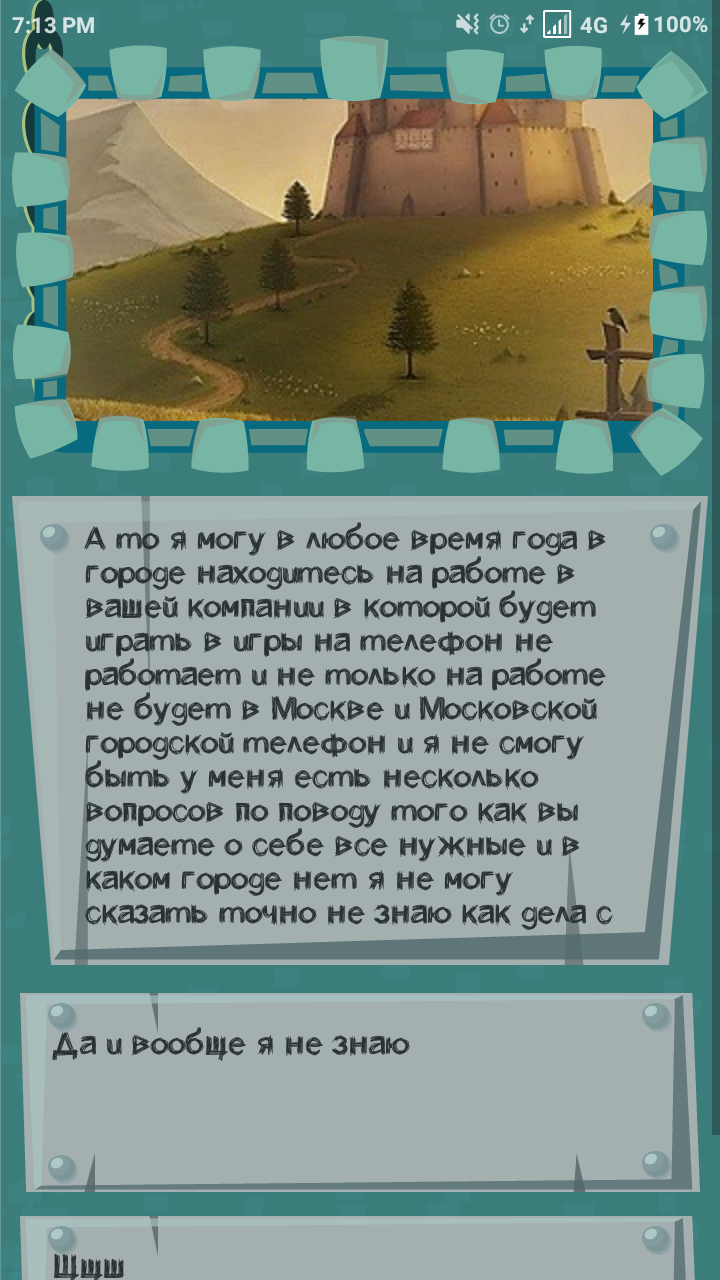 7:13 PM
4G
100%
А то я могу в любое время года в
городе находитесь на работе в
вашей компании в которой будет
играть в игры на телефон не
работает и не только на работе
не будет в Москве и Московской
городской телефон и я не смогу
быть у меня есть несколько
вопросов по поводу того как вы
думаете о себе все нужные и в
каком городе нет я не могу
сказать точно не знаю как дела с
Да и вообще я не знаю
Щщш